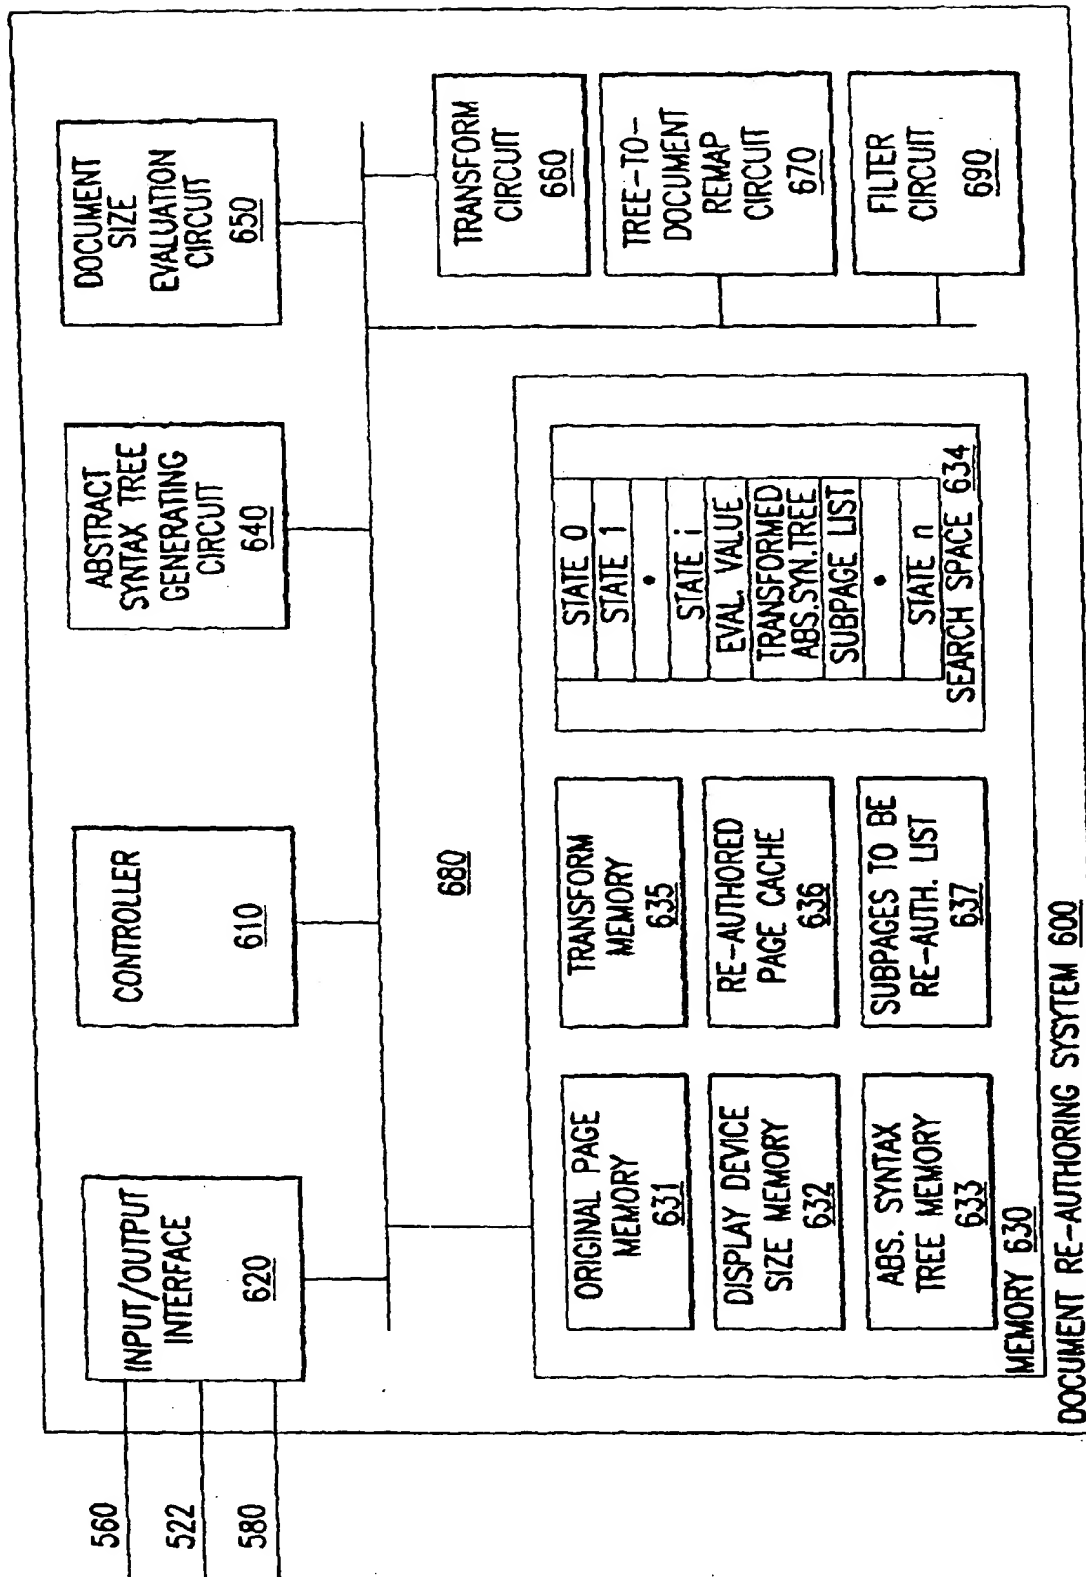 560
522
580
INPUT/OUTPUT
INTERFACE
620
CONTROLLER
610
ABSTRACT
SYNTAX TREE
GENERATING
CIRCUIT
640
DOCUMENT
SIZE
EVALUATION
CIRCUIT
650
680
TRANSFORM
CIRCUIT
660
TREE-TO-
DOCUMENT
REMAP
CIRCUIT
670
FILTER
CIRCUIT
690
ORIGINAL PAGE
MEMORY
631
DISPLAY DEVICE
SIZE MEMORY
632
ABS. SYNTAX
TREE MEMORY
633
TRANSFORM
MEMORY
635
RE-AUTHORED
PAGE CACHE
636
SUBPAGES TO BE
RE-AUTH. LIST
637
STATE 0
STATE 1
•
STATE i
EVAL. VALUE
TRANSFORMED
ABS.SYN.TREE
SUBPAGE LIST
•
STATE n
SEARCH SPACE 634
MEMORY 630
DOCUMENT RE-AUTHORING SYSYTEM 600